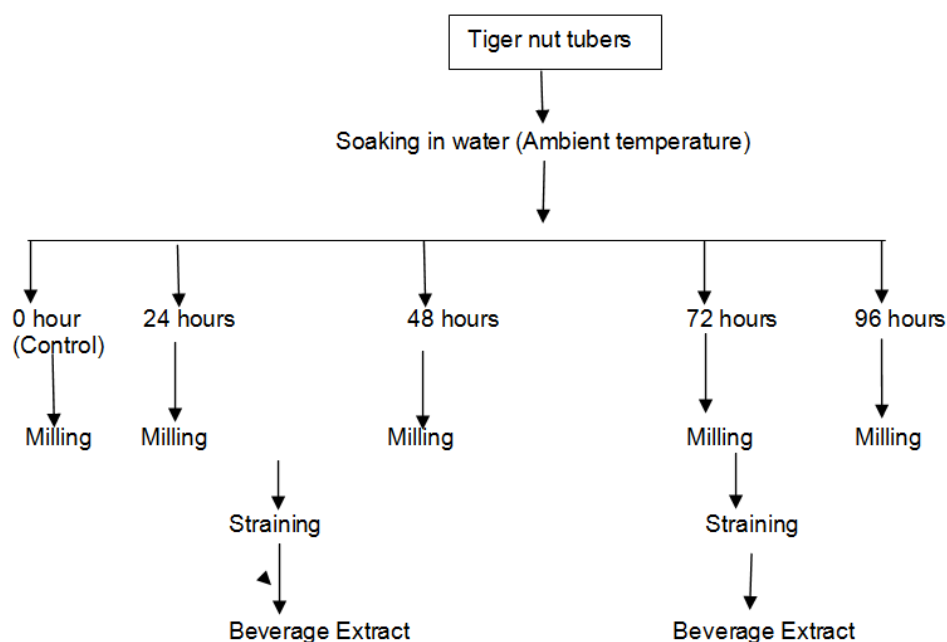 Tiger nut tubers
Soaking in water (Ambient temperature)
0 hour
(Control)
24 hours
48 hours
72 hours
96 hours
Milling
Milling
Milling
Milling
Milling
Straining
Straining
Beverage Extract
Beverage Extract